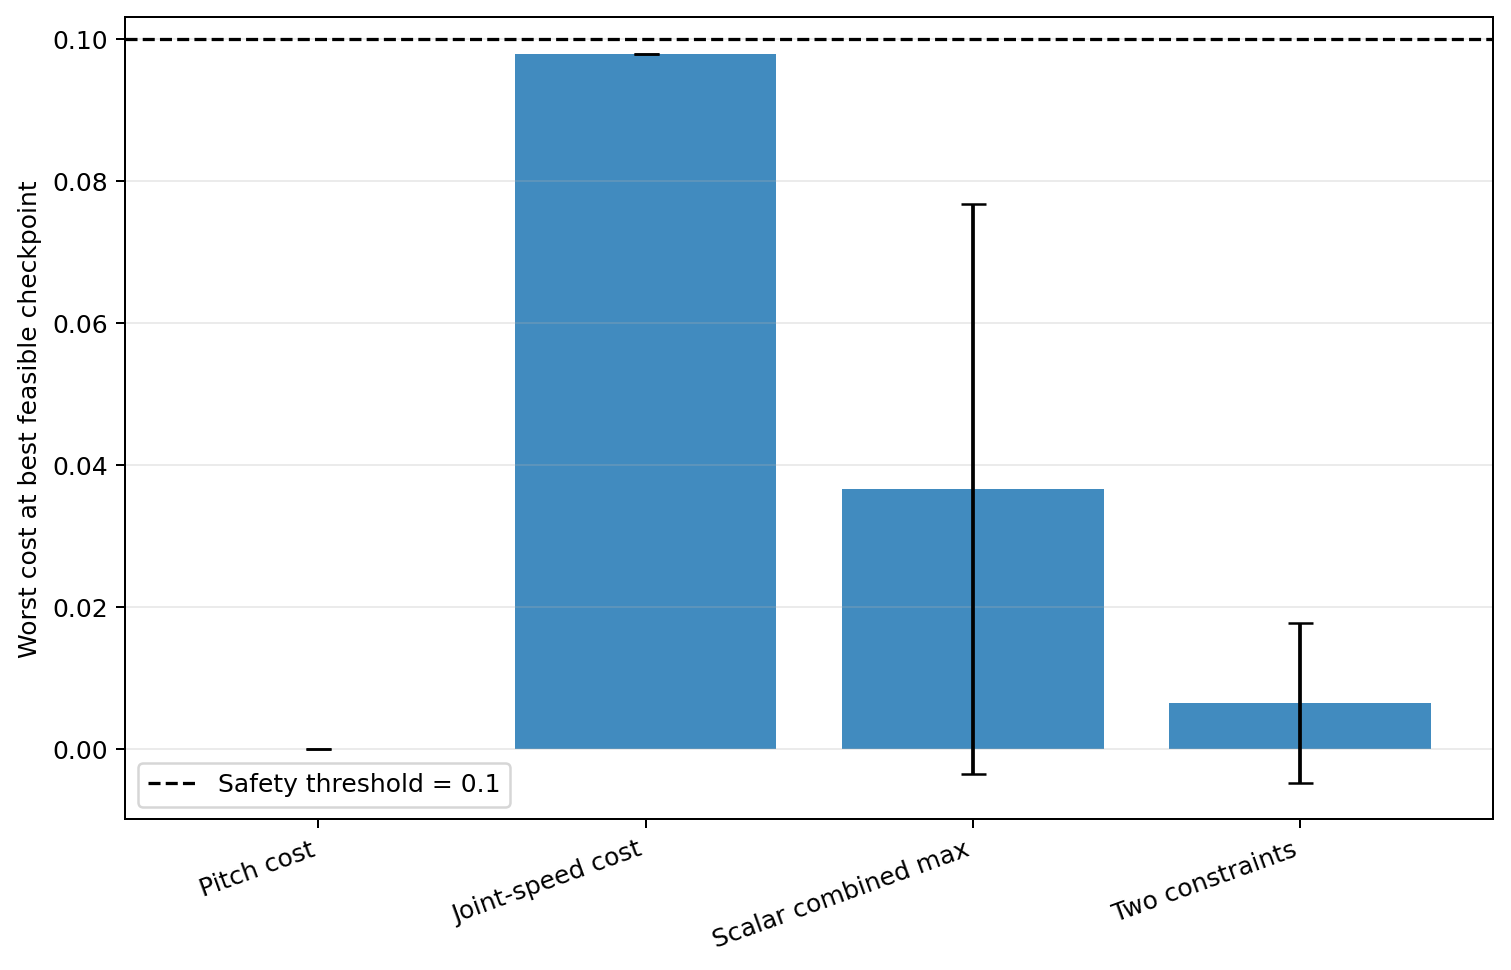 Worst cost at best feasible checkpoint
0.10
0.08
0.06
0.04
0.02
0.00
Safety threshold = 0.1
Pitch cost
Joint-speed cost
Scalar combined max
Two constraints